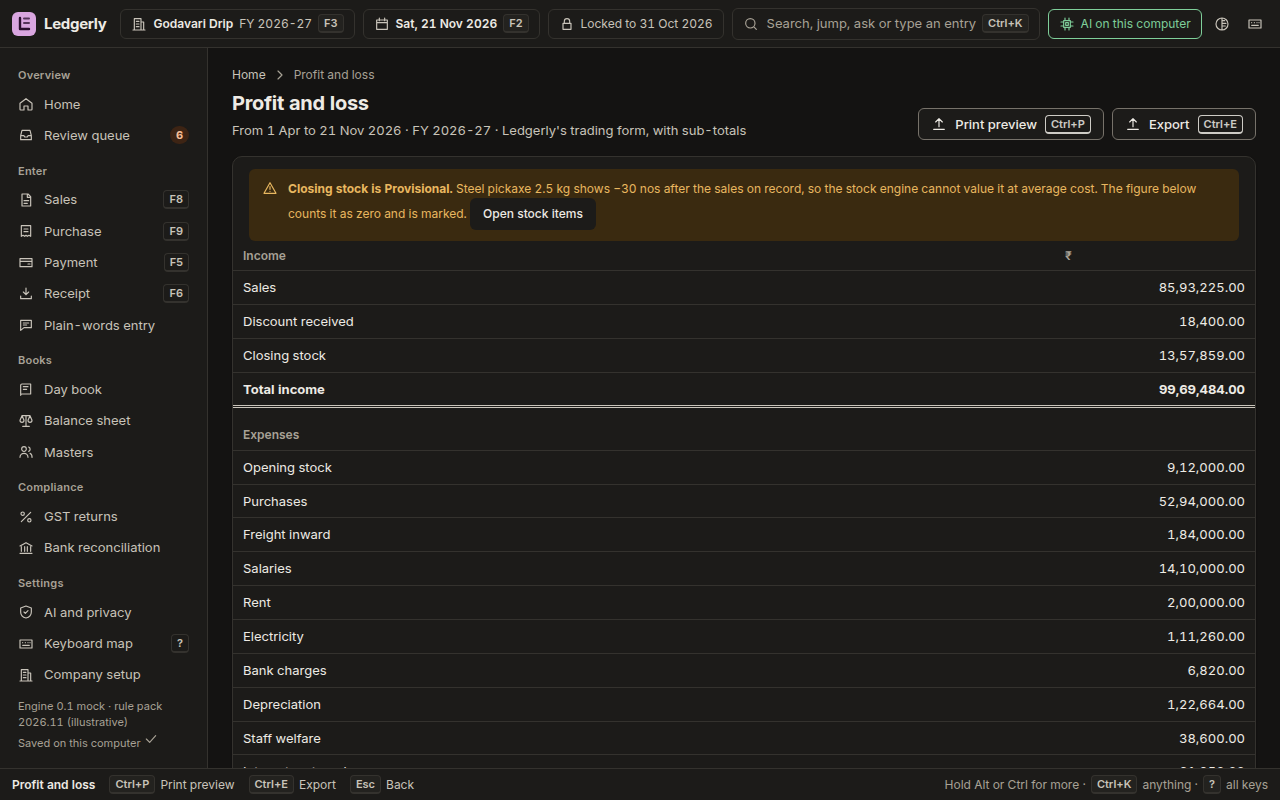 Ledgerly
Godavari Drip FY 2026-27 F3
Sat, 21 Nov 2026 F2
Locked to 31 Oct 2026
Search, jump, ask or type an entry Ctrl+K
AI on this computer
Overview
Home
Review queue 6
Enter
Sales F8
Purchase F9
Payment F5
Receipt F6
Plain-words entry
Books
Day book
Balance sheet
Masters
Compliance
GST returns
Bank reconciliation
Settings
AI and privacy
Keyboard map ?
Company setup
Engine 0.1 mock · rule pack
2026.11 (illustrative)
Saved on this computer
Home > Profit and loss
Profit and loss
From 1 Apr to 21 Nov 2026 · FY 2026-27 · Ledgerly's trading form, with sub-totals
Print preview Ctrl+P
Export Ctrl+E
Closing stock is Provisional. Steel pickaxe 2.5 kg shows −30 nos after the sales on record, so the stock engine cannot value it at average cost. The figure below
counts it as zero and is marked. Open stock items
Income ₹
Sales 85,93,225.00
Discount received 18,400.00
Closing stock 13,57,859.00
Total income 99,69,484.00
Expenses
Opening stock 9,12,000.00
Purchases 52,94,000.00
Freight inward 1,84,000.00
Salaries 14,10,000.00
Rent 2,00,000.00
Electricity 1,11,260.00
Bank charges 6,820.00
Depreciation 1,22,664.00
Staff welfare 38,600.00
Profit and loss Ctrl+P Print preview Ctrl+E Export Esc Back
Hold Alt or Ctrl for more · Ctrl+K anything · ? all keys